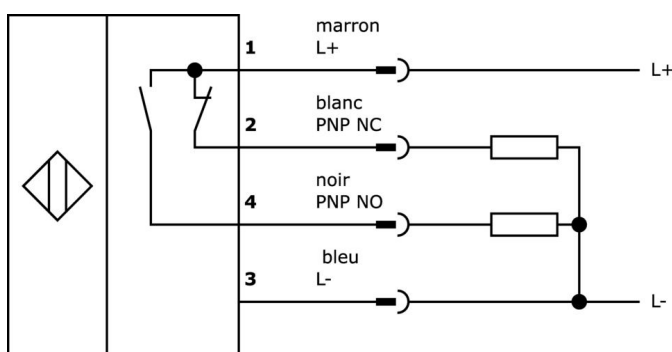 marron
1 L+
L+
blanc
2 PNP NC
noir
4 PNP NO
bleu
3 L-
L-